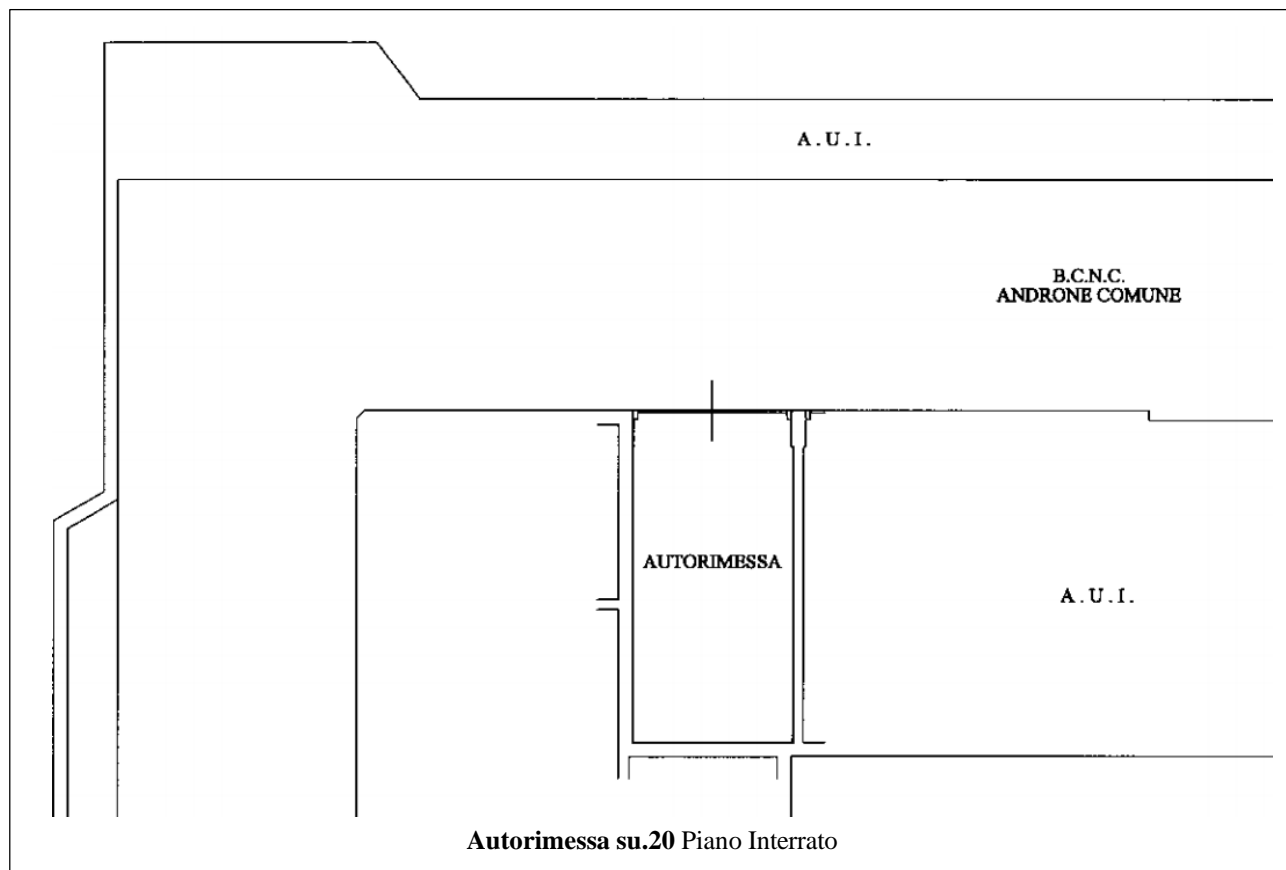 A.U.I.
B.C.N.C.
ANDRONE COMUNE
AUTORIMESSA
A.U.I.
Autorimessa su.20 Piano Interrato